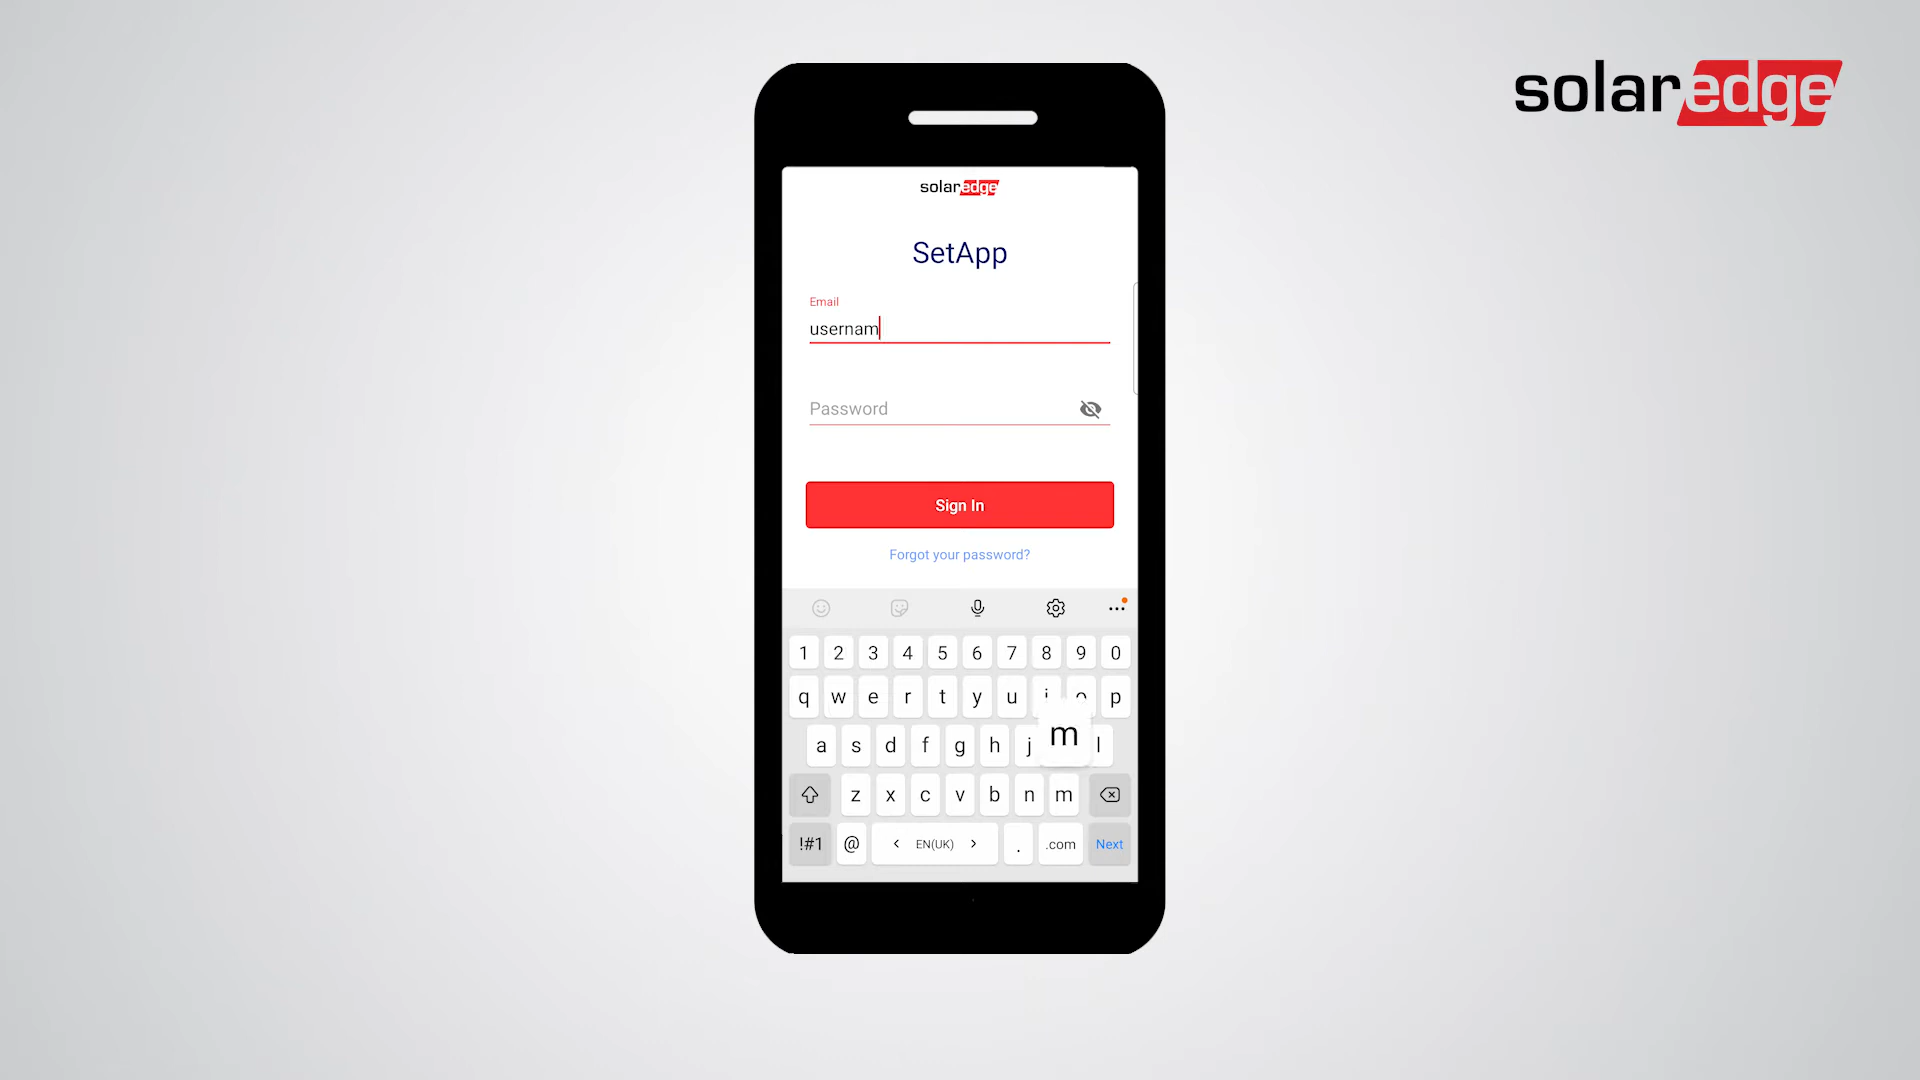 solaredge
solaredge
SetApp
Email
usernam
Password
Sign In
Forgot your password?
1 2 3 4 5 6 7 8 9 0
q w e r t y u i o p
a s d f g h j m l
z x c v b n m
!#1 @ < EN(UK) > . .com Next